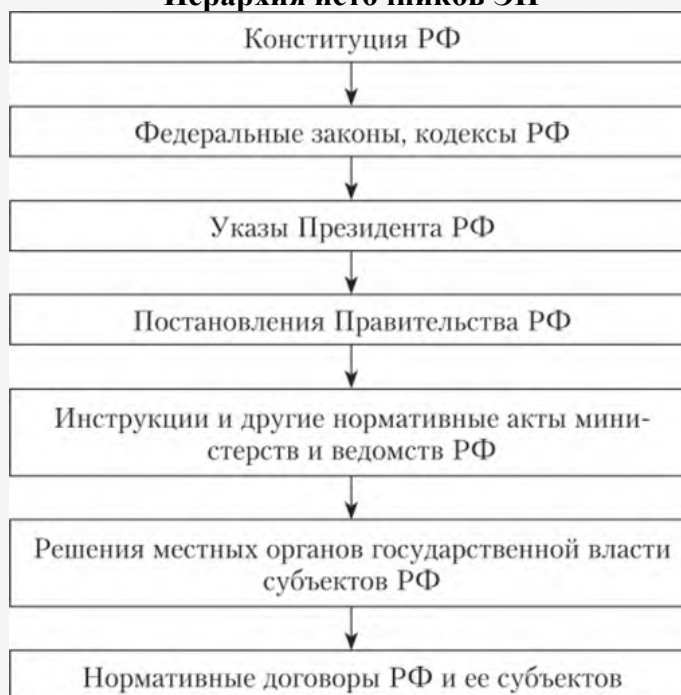 Иерархия источников ЭП
Конституция РФ
Федеральные законы, кодексы РФ
Указы Президента РФ
Постановления Правительства РФ
Инструкции и другие нормативные акты мини-
стерств и ведомств РФ
Решения местных органов государственной власти
субъектов РФ
Нормативные договоры РФ и ее субъектов